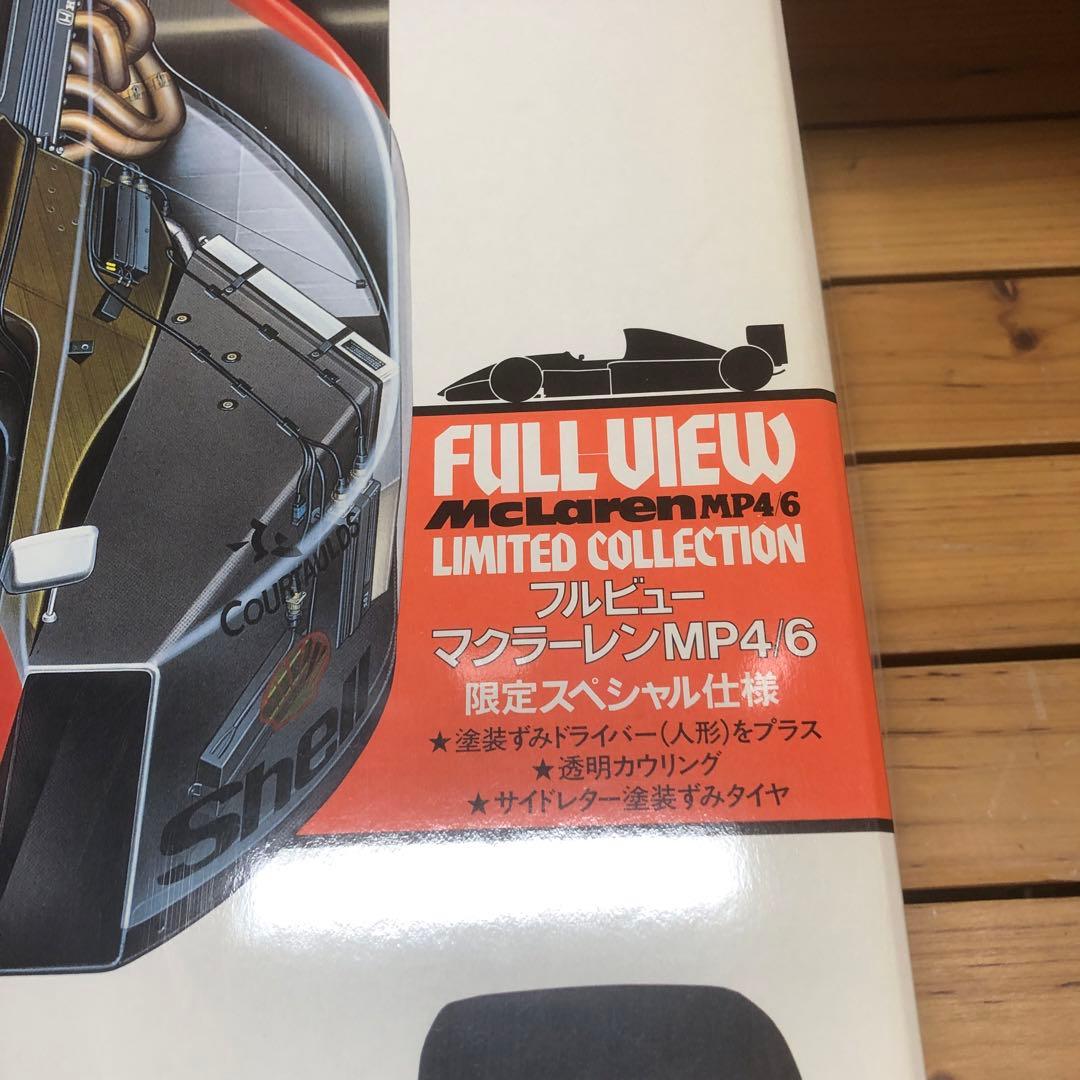 FULL VIEW
McLaren MP4/6
LIMITED COLLECTION
フルビュー
マクラーレンMP4/6
限定スペシャル仕様
★塗装ずみドライバー(人形)をプラス
★透明カウリング
★サイドレター塗装ずみタイヤ
COURTAULDS
Shell